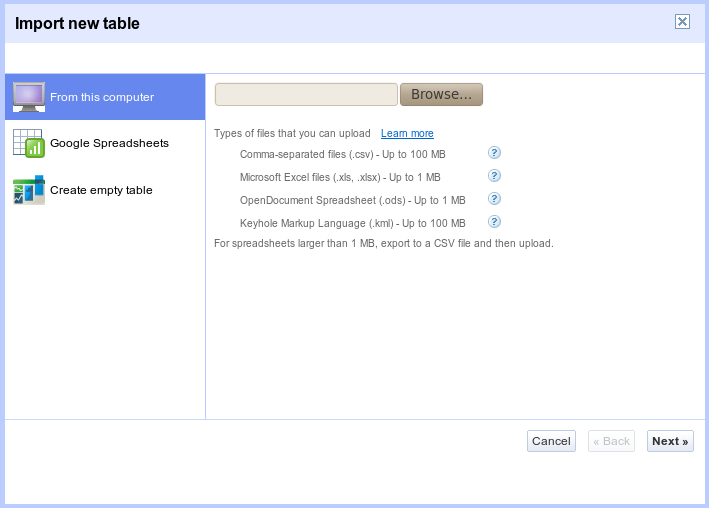 Import new table
From this computer
Google Spreadsheets
Create empty table
Browse...
Types of files that you can upload Learn more
Comma-separated files (.csv) - Up to 100 MB ?
Microsoft Excel files (.xls, .xlsx) - Up to 1 MB ?
OpenDocument Spreadsheet (.ods) - Up to 1 MB ?
Keyhole Markup Language (.kml) - Up to 100 MB ?
For spreadsheets larger than 1 MB, export to a CSV file and then upload.
Cancel « Back Next »